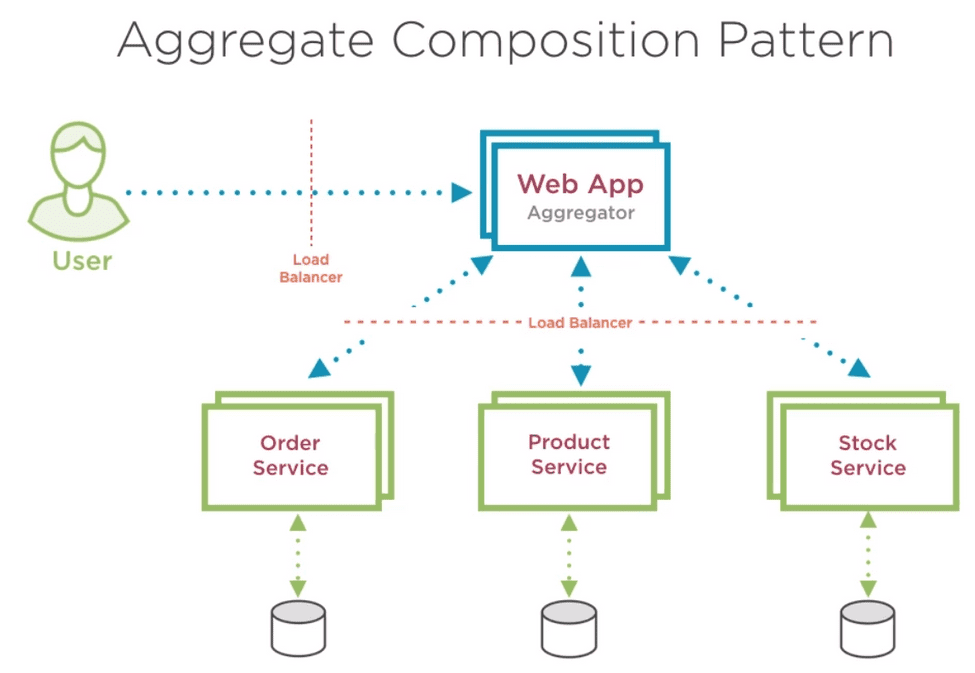 Aggregate Composition Pattern
Web App
Aggregator
User
Load
Balancer
Load Balancer
Order
Service
Product
Service
Stock
Service